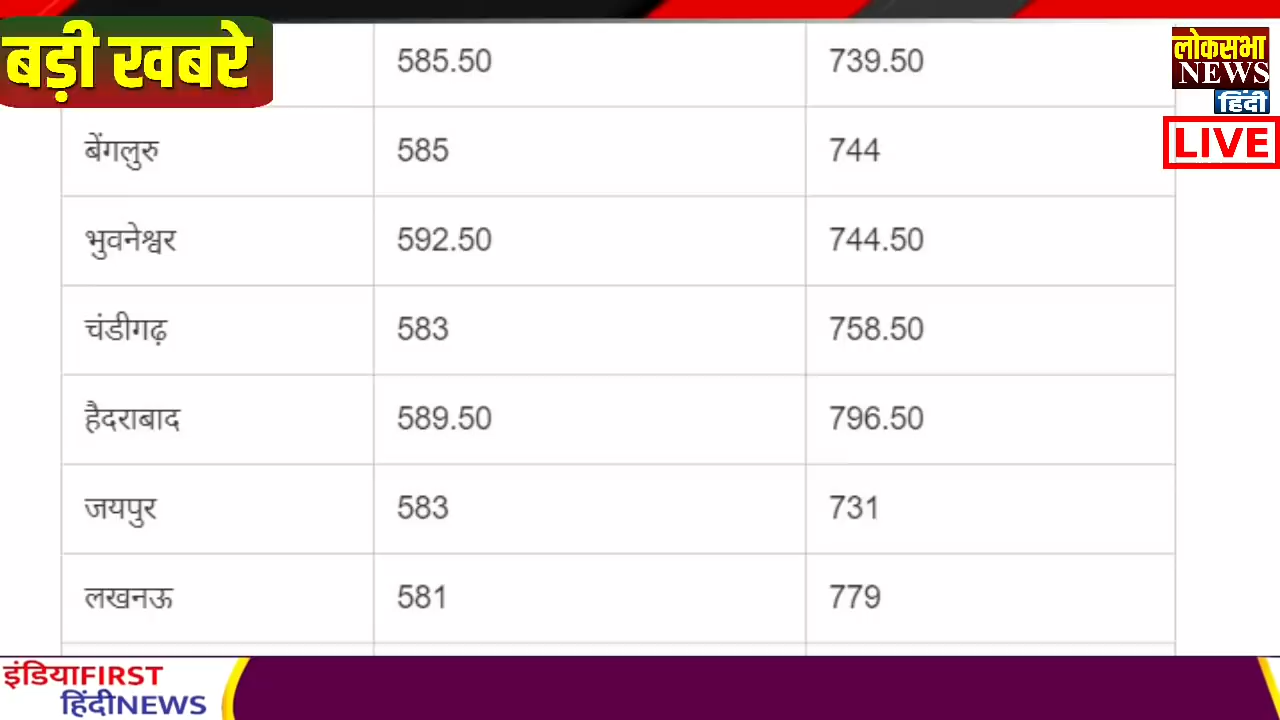 बड़ी खबरे
585.50 739.50
लोकसभा
NEWS
हिंदी
LIVE
बेंगलुरु 585 744
भुवनेश्वर 592.50 744.50
चंडीगढ़ 583 758.50
हैदराबाद 589.50 796.50
जयपुर 583 731
लखनऊ 581 779
इंडियाFIRST
हिंदीNEWS